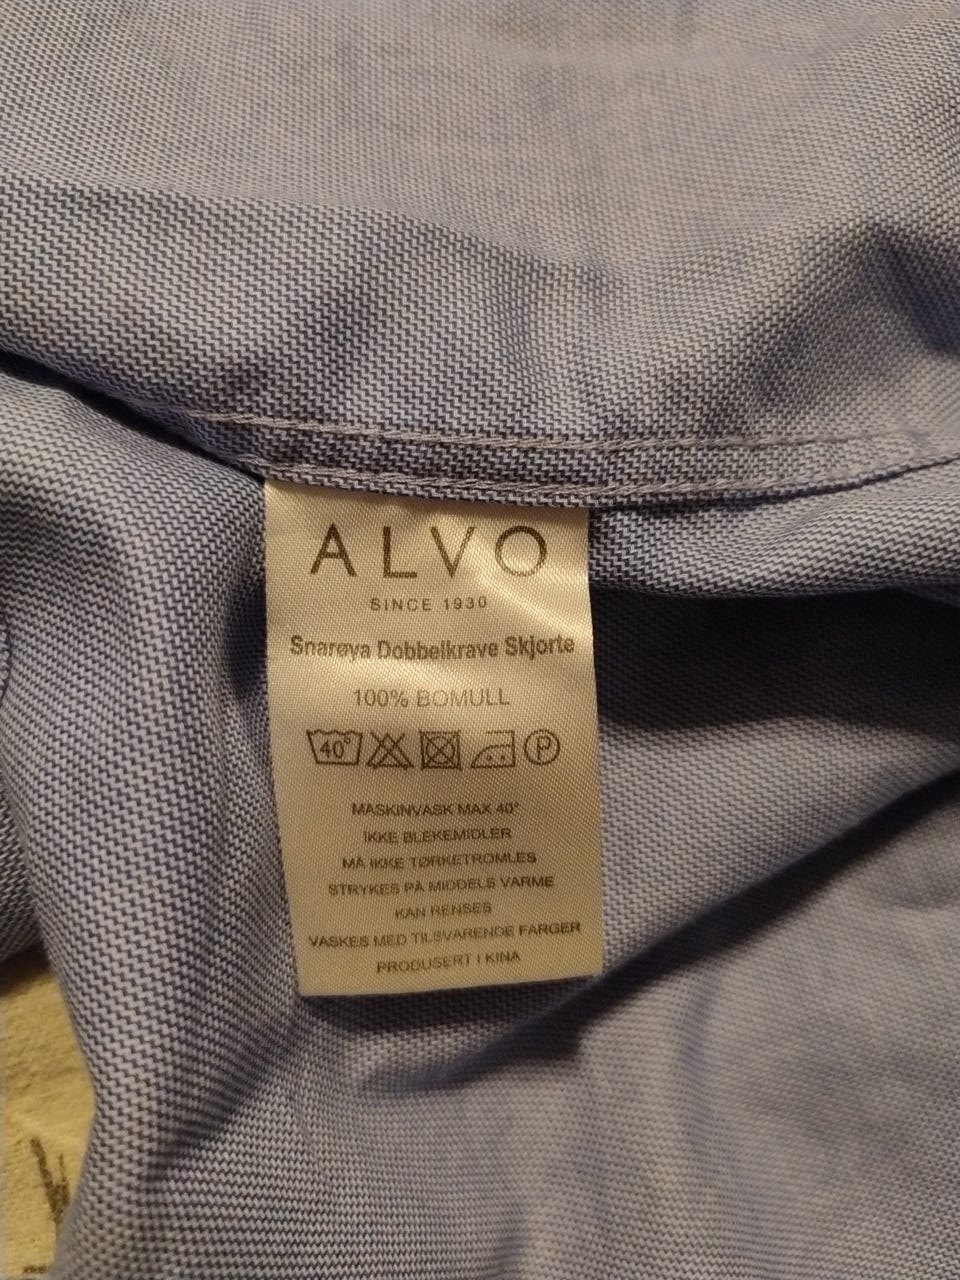 ALVO
SINCE 1930
Snarøya Dobbelkrave Skjorte
100% BOMULL
40° P
MASKINVASK MAX 40°
IKKE BLEKEMIDLER
MÅ IKKE TØRKETROMLES
STRYKES PÅ MIDDELS VARME
KAN RENSES
VASKES MED TILSVARENDE FARGER
PRODUSERT I KINA